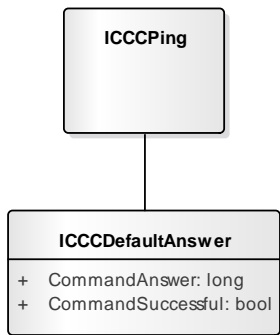 ICCCPing
ICCCDefaultAnswer
+ CommandAnswer: long
+ CommandSuccessful: bool